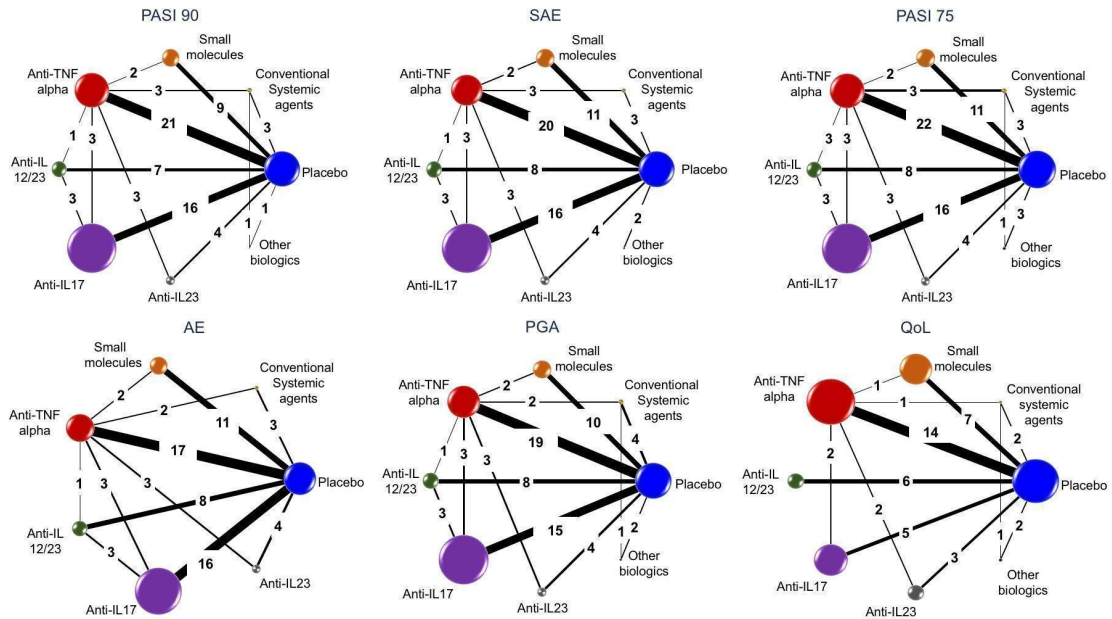 PASI 90
Small
molecules
Anti-TNF
alpha
Conventional
Systemic
agents
2
3
9
21
3
1
3
Anti-IL
12/23
7
Placebo
3
3
16
1
1
4
Other
biologics
Anti-IL17
Anti-IL23
SAE
Small
molecules
Anti-TNF
alpha
Conventional
Systemic
agents
2
3
11
20
3
1
3
Anti-IL
12/23
8
Placebo
3
3
16
2
4
Other
biologics
Anti-IL17
Anti-IL23
PASI 75
Small
molecules
Anti-TNF
alpha
Conventional
Systemic
agents
2
3
11
22
3
3
3
Anti-IL
12/23
8
Placebo
3
3
16
3
1
4
Other
biologics
Anti-IL17
Anti-IL23
AE
Small
molecules
Conventional
Systemic
agents
Anti-TNF
alpha
2
2
11
3
17
Placebo
1
3
3
8
4
Anti-IL
12/23
3
16
Anti-IL23
Anti-IL17
PGA
Small
molecules
Anti-TNF
alpha
Conventional
Systemic
agents
2
2
10
19
4
1
3
3
Anti-IL
12/23
8
Placebo
3
15
2
1
4
Other
biologics
Anti-IL17
Anti-IL23
QoL
Small
molecules
Anti-TNF
alpha
Conventional
systemic
agents
1
1
7
14
2
2
Anti-IL
12/23
6
Placebo
2
5
2
1
3
Anti-IL17
Other
biologics
Anti-IL23